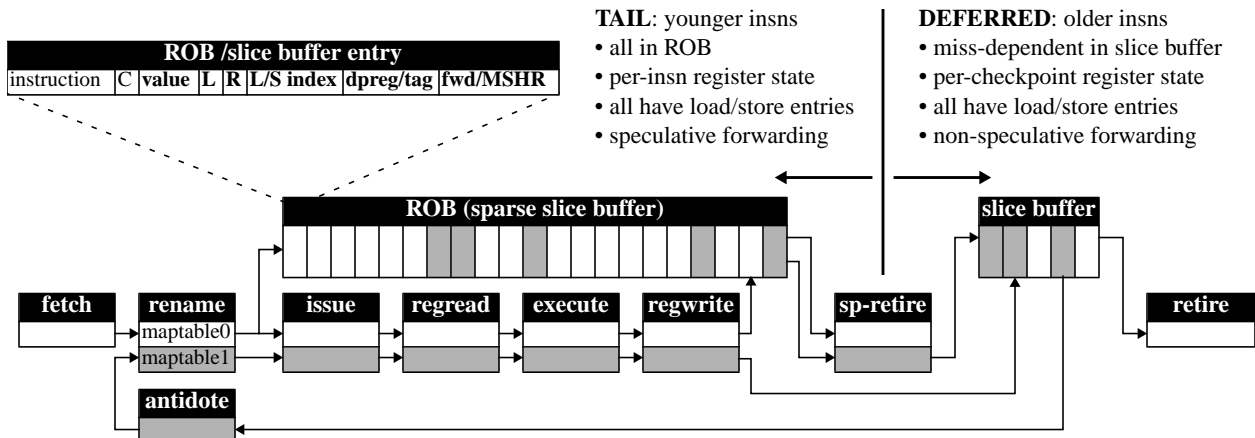 TAIL: younger insns
• all in ROB
• per-insn register state
• all have load/store entries
• speculative forwarding
DEFERRED: older insns
• miss-dependent in slice buffer
• per-checkpoint register state
• all have load/store entries
• non-speculative forwarding
ROB /slice buffer entry
instruction C value L R L/S index dpreg/tag fwd/MSHR
ROB (sparse slice buffer)
slice buffer
fetch
rename
maptable0
maptable1
issue
regread
execute
regwrite
sp-retire
retire
antidote